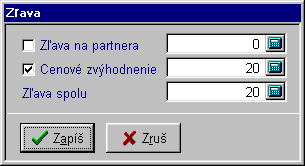 Zľava
Zľava na partnera 0
Cenové zvýhodnenie 20
Zľava spolu 20
Zapíš Zruš